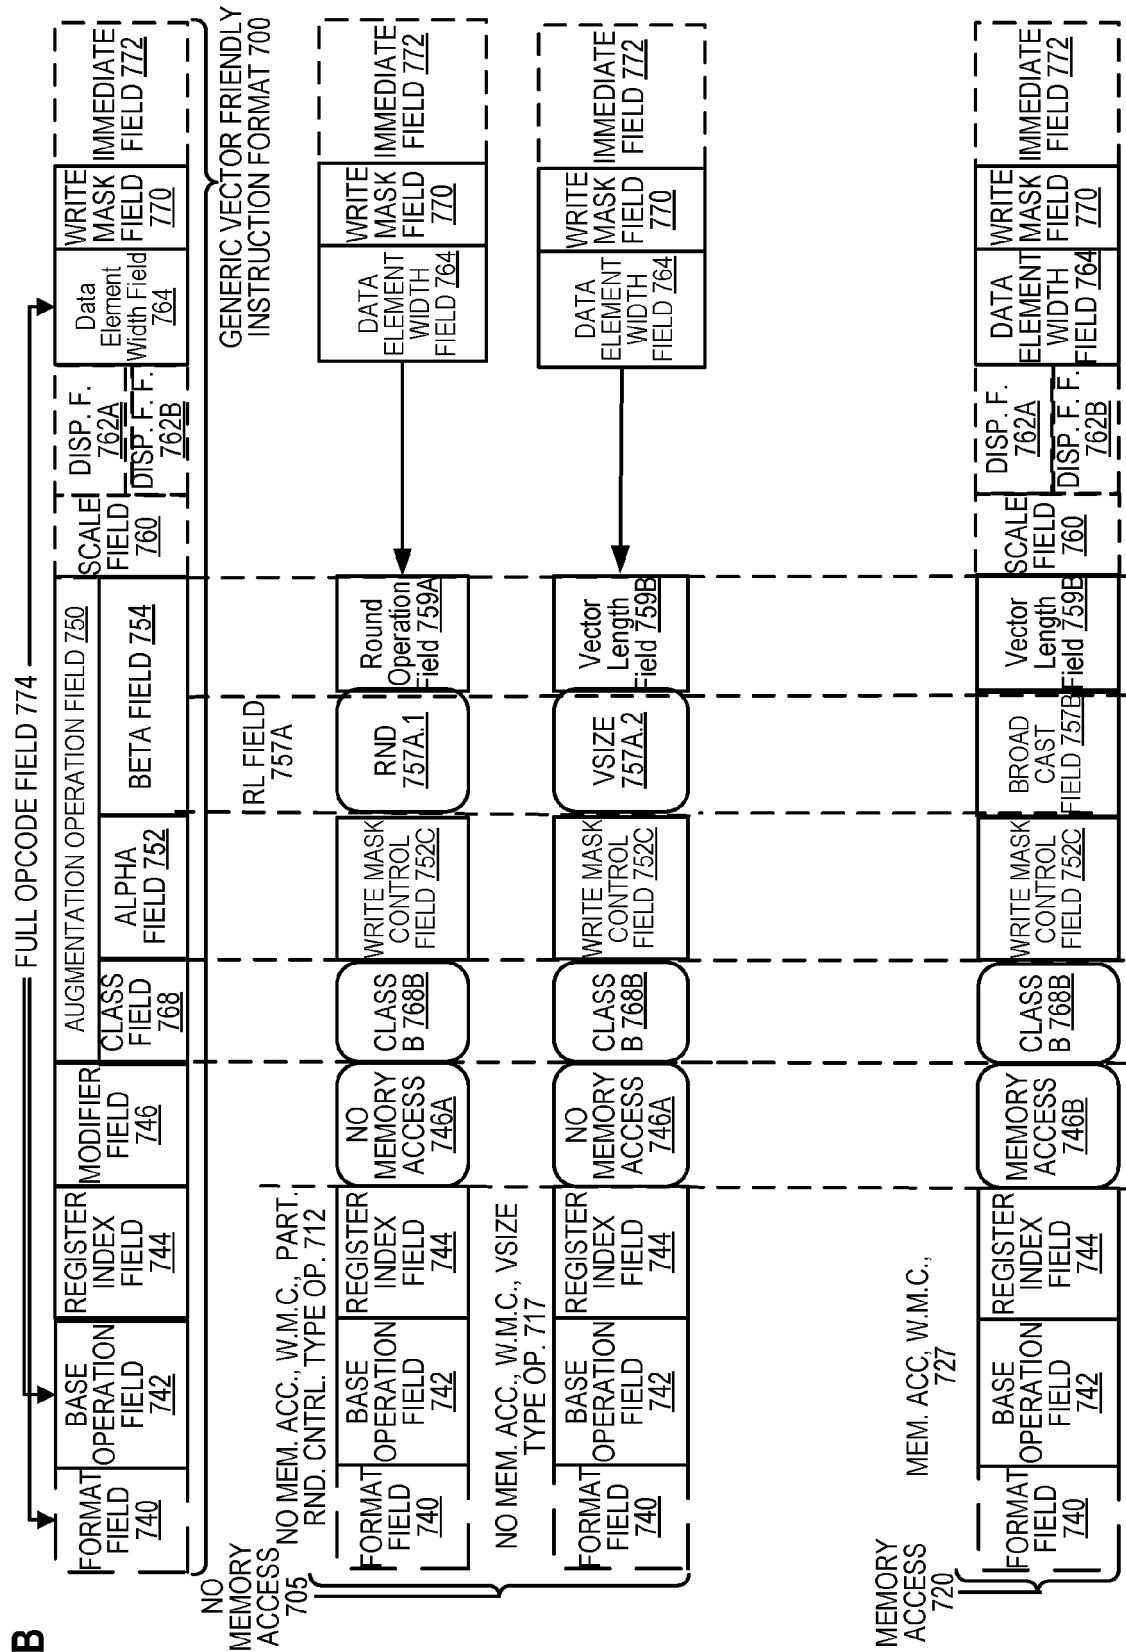 B
FULL OPCODE FIELD 774
FORMAT
FIELD
740
BASE
OPERATION
FIELD
742
REGISTER
INDEX
FIELD
744
MODIFIER
FIELD
746
AUGMENTATION OPERATION FIELD 750
CLASS
FIELD
768
ALPHA
FIELD 752
BETA FIELD 754
SCALE
FIELD
760
DISP. F.
762A
DISP. F. F.
762B
Data
Element
Width Field
764
WRITE
MASK
FIELD
770
IMMEDIATE
FIELD 772
GENERIC VECTOR FRIENDLY
INSTRUCTION FORMAT 700
NO
MEMORY
ACCESS
705
NO MEM. ACC., W.M.C., PART.
RND. CNTRL. TYPE OP. 712
RL FIELD
757A
FORMAT
FIELD
740
BASE
OPERATION
FIELD
742
REGISTER
INDEX
FIELD
744
NO
MEMORY
ACCESS
746A
CLASS
B 768B
WRITE MASK
CONTROL
FIELD 752C
RND
757A.1
Round
Operation
Field 759A
DATA
ELEMENT
WIDTH
FIELD 764
WRITE
MASK
FIELD
770
IMMEDIATE
FIELD 772
NO MEM. ACC., W.M.C., VSIZE
TYPE OP. 717
FORMAT
FIELD
740
BASE
OPERATION
FIELD
742
REGISTER
INDEX
FIELD
744
NO
MEMORY
ACCESS
746A
CLASS
B 768B
WRITE MASK
CONTROL
FIELD 752C
VSIZE
757A.2
Vector
Length
Field 759B
DATA
ELEMENT
WIDTH
FIELD 764
WRITE
MASK
FIELD
770
IMMEDIATE
FIELD 772
MEMORY
ACCESS
720
MEM. ACC, W.M.C.,
727
FORMAT
FIELD
740
BASE
OPERATION
FIELD
742
REGISTER
INDEX
FIELD
744
MEMORY
ACCESS
746B
CLASS
B 768B
WRITE MASK
CONTROL
FIELD 752C
BROAD
CAST
FIELD 757B
Vector
Length
Field 759B
SCALE
FIELD
760
DISP. F.
762A
DISP. F. F.
762B
DATA
ELEMENT
WIDTH
FIELD 764
WRITE
MASK
FIELD
770
IMMEDIATE
FIELD 772